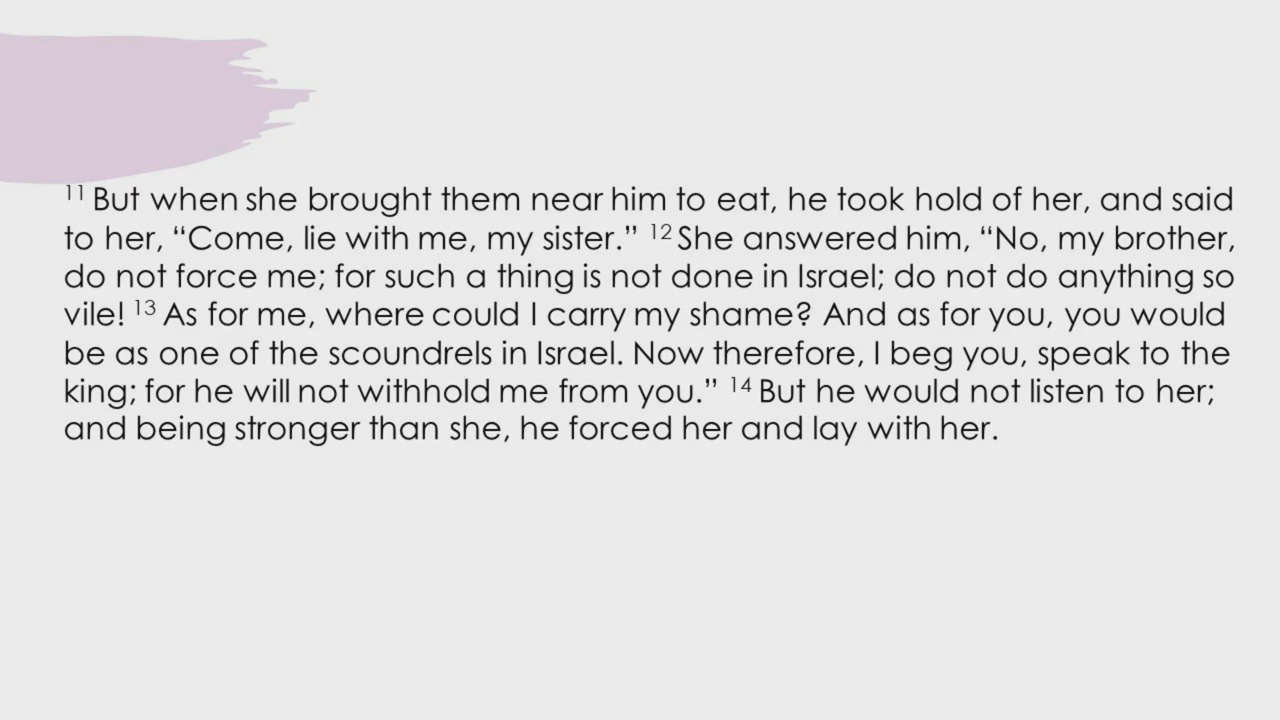 11 But when she brought them near him to eat, he took hold of her, and said
to her, “Come, lie with me, my sister.” 12 She answered him, “No, my brother,
do not force me; for such a thing is not done in Israel; do not do anything so
vile! 13 As for me, where could I carry my shame? And as for you, you would
be as one of the scoundrels in Israel. Now therefore, I beg you, speak to the
king; for he will not withhold me from you.” 14 But he would not listen to her;
and being stronger than she, he forced her and lay with her.